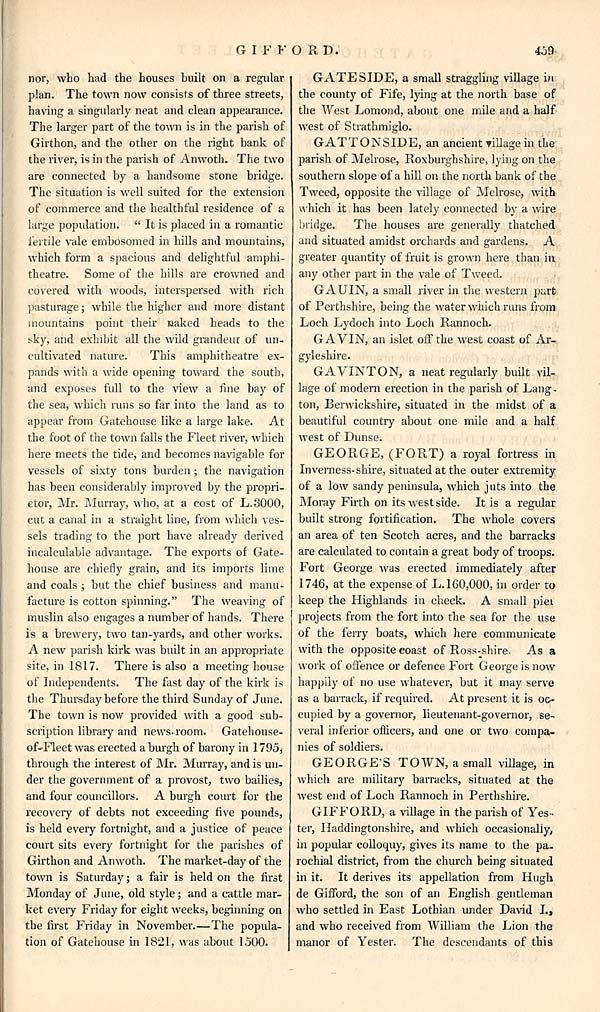 GIFFORD.
459
nor, who had the houses built on a regular
plan. The town now consists of three streets,
having a singularly neat and clean appearance.
The larger part of the town is in the parish of
Girthon, and the other on the right bank of
the river, is in the parish of Anwoth. The two
are connected by a handsome stone bridge.
The situation is well suited for the extension
of commerce and the healthful residence of a
large population. “ It is placed in a romantic
fertile vale embosomed in hills and mountains,
which form a spacious and delightful amphi-
theatre. Some of the hills are crowned and
covered with woods, interspersed with rich
pasturage; while the higher and more distant
mountains point their naked heads to the
sky, and exhibit all the wild grandeur of un-
cultivated nature. This amphitheatre ex-
pands with a wide opening toward the south,
and exposes full to the view a fine bay of
the sea, which runs so far into the land as to
appear from Gatehouse like a large lake. At
the foot of the town falls the Fleet river, which
here meets the tide, and becomes navigable for
vessels of sixty tons burden; the navigation
has been considerably improved by the propri-
etor, Mr. Murray, who, at a cost of L.3000,
cut a canal in a straight line, from which ves-
sels trading to the port have already derived
incalculable advantage. The exports of Gate-
house are chiefly grain, and its imports lime
and coals ; but the chief business and manu-
facture is cotton spinning.” The weaving of
muslin also engages a number of hands. There
is a brewery, two tan-yards, and other works.
A new parish kirk was built in an appropriate
site, in 1817. There is also a meeting house
of Independents. The fast day of the kirk is
the Thursday before the third Sunday of June.
The town is now provided with a good sub-
scription library and news-room. Gatehouse-
of-Fleet was erected a burgh of barony in 1795,
through the interest of Mr. Murray, and is un-
der the government of a provost, two bailies,
and four councillors. A burgh court for the
recovery of debts not exceeding five pounds,
is held every fortnight, and a justice of peace
court sits every fortnight for the parishes of
Girthon and Anwoth. The market-day of the
town is Saturday; a fair is held on the first
Monday of June, old style; and a cattle mar-
ket every Friday for eight weeks, beginning on
the first Friday in November.—The popula-
tion of Gatehouse in 1821, was about 1500.
GATESIDE, a small straggling village in
the county of Fife, lying at the north base of
the West Lomond, about one mile and a half
west of Strathmiglo.
GATTONSIDE, an ancient village in the
parish of Melrose, Roxburghshire, lying on the
southern slope of a hill on the north bank of the
Tweed, opposite the village of Melrose, with
which it has been lately connected by a wire
bridge. The houses are generally thatched
and situated amidst orchards and gardens. A
greater quantity of fruit is grown here than in
any other part in the vale of Tweed.
GAUIN, a small river in the western part
of Perthshire, being the water which runs from
Loch Lydoch into Loch Rannoch.
GAVIN, an islet off the west coast of Ar-
gyleshire.
GAVINTON, a neat regularly built vil-
lage of modern erection in the parish of Lang-
ton, Berwickshire, situated in the midst of a
beautiful country about one mile and a half
west of Dunse.
GEORGE, (FORT) a royal fortress in
Inverness-shire, situated at the outer extremity
of a low sandy peninsula, which juts into the
Moray Firth on its west side. It is a regular
built strong fortification. The whole covers
an area of ten Scotch acres, and the barracks
are calculated to contain a great body of troops.
Fort George was erected immediately after
1746, at the expense of L.160,000, in order to
keep the Highlands in check. A small pier
projects from the fort into the sea for the use
of the ferry boats, which here communicate
with the opposite coast of Ross-shire. As a
work of offence or defence Fort George is now
happily of no use whatever, but it may serve
as a barrack, if required. At present it is oc-
cupied by a governor, lieutenant-governor, se-
veral inferior officers, and one or two compa-
nies of soldiers.
GEORGE'S TOWN, a small village, in
which are military barracks, situated at the
west end of Loch Rannoch in Perthshire.
GIFFORD, a village in the parish of Yes-
ter, Haddingtonshire, and which occasionally,
in popular colloquy, gives its name to the pa-
rochial district, from the church being situated
in it. It derives its appellation from Hugh
de Gifford, the son of an English gentleman
who settled in East Lothian under David I.,
and who received from William the Lion the
manor of Yester. The descendants of this